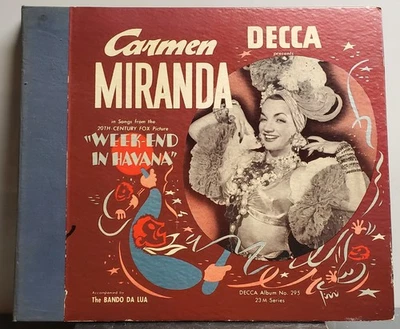 Carmen
DECCA
presents
MIRANDA
in Songs from the
20TH CENTURY FOX Picture
"WEEK-END
IN HAVANA"
Accompanied by
The BANDO DA LUA
DECCA Album No. 295
23 M Series